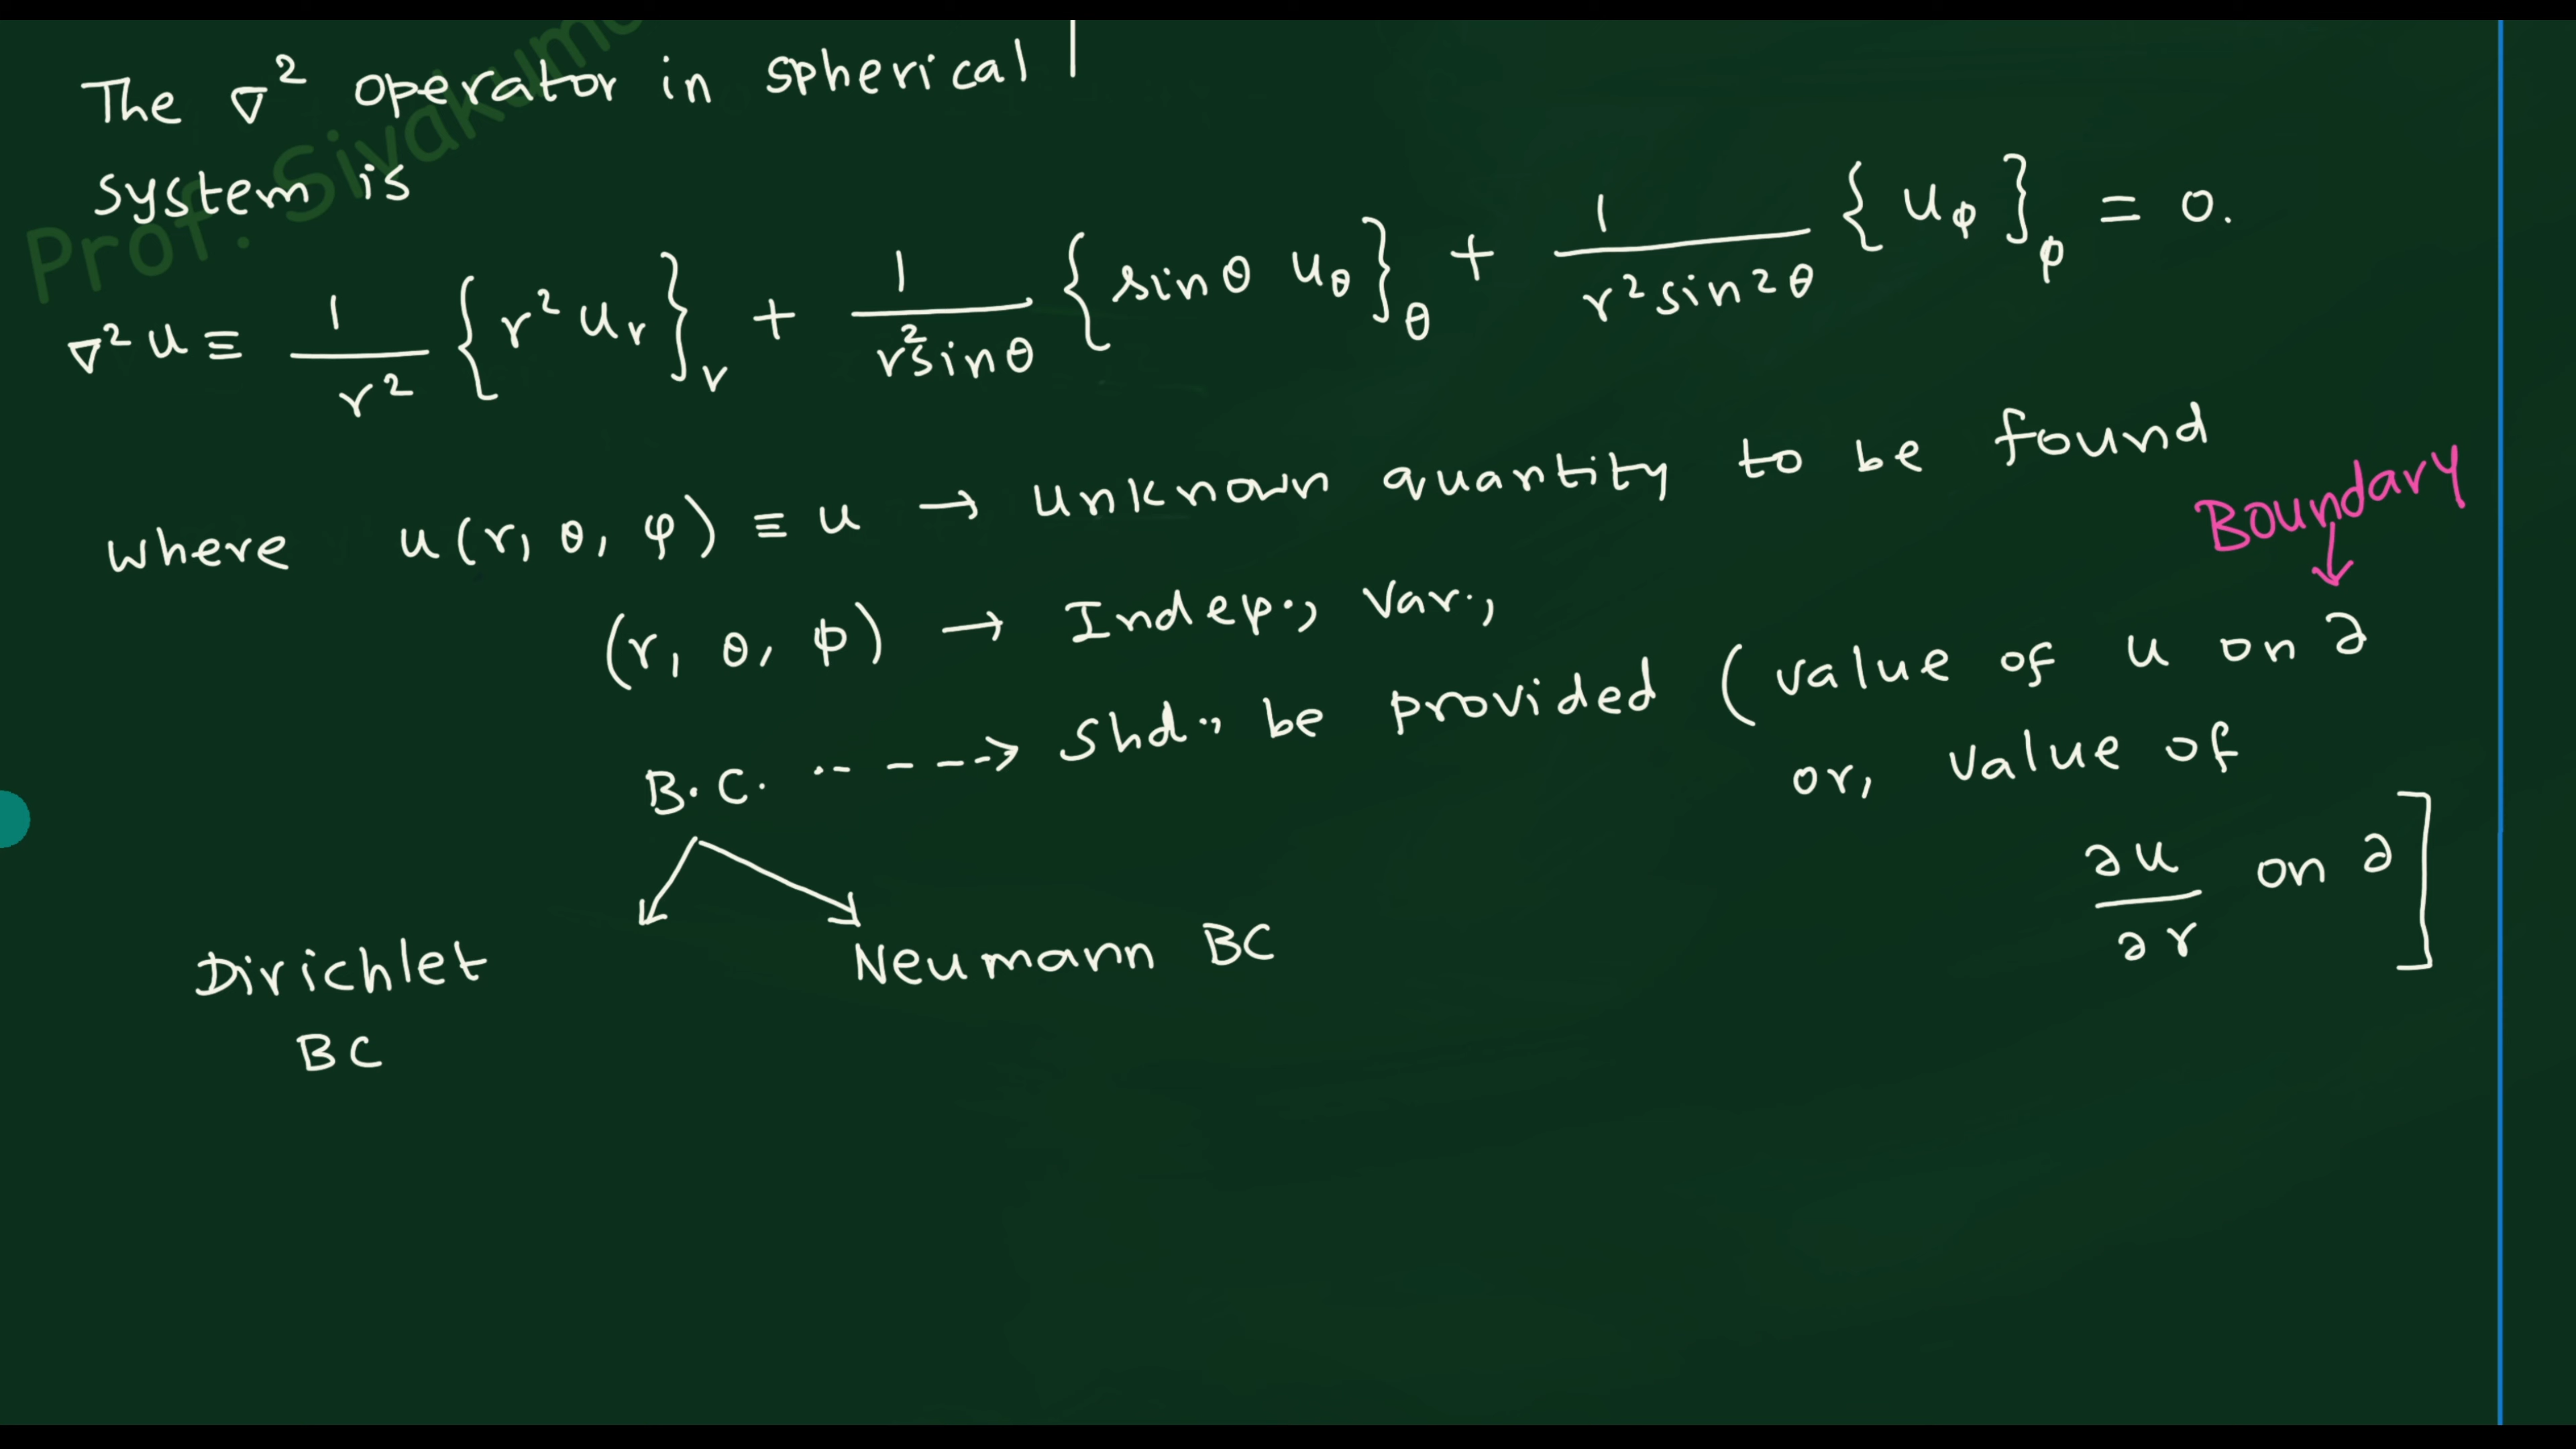 The ∇² operator in spherical
system is
∇²u ≡ 1/r² {r² u_r}_r + 1/(r² sinθ) {sinθ u_θ}_θ + 1/(r² sin²θ) {u_φ}_φ = 0.
where u(r, θ, φ) ≡ u → unknown quantity to be found
Boundary
↓
(r, θ, φ) → Indep., Var.,
B.C. ----> Shd., be provided (value of u on ∂
or, value of
∂u/∂r on ∂]
Dirichlet
BC
Neumann BC
Prof. Sivakum